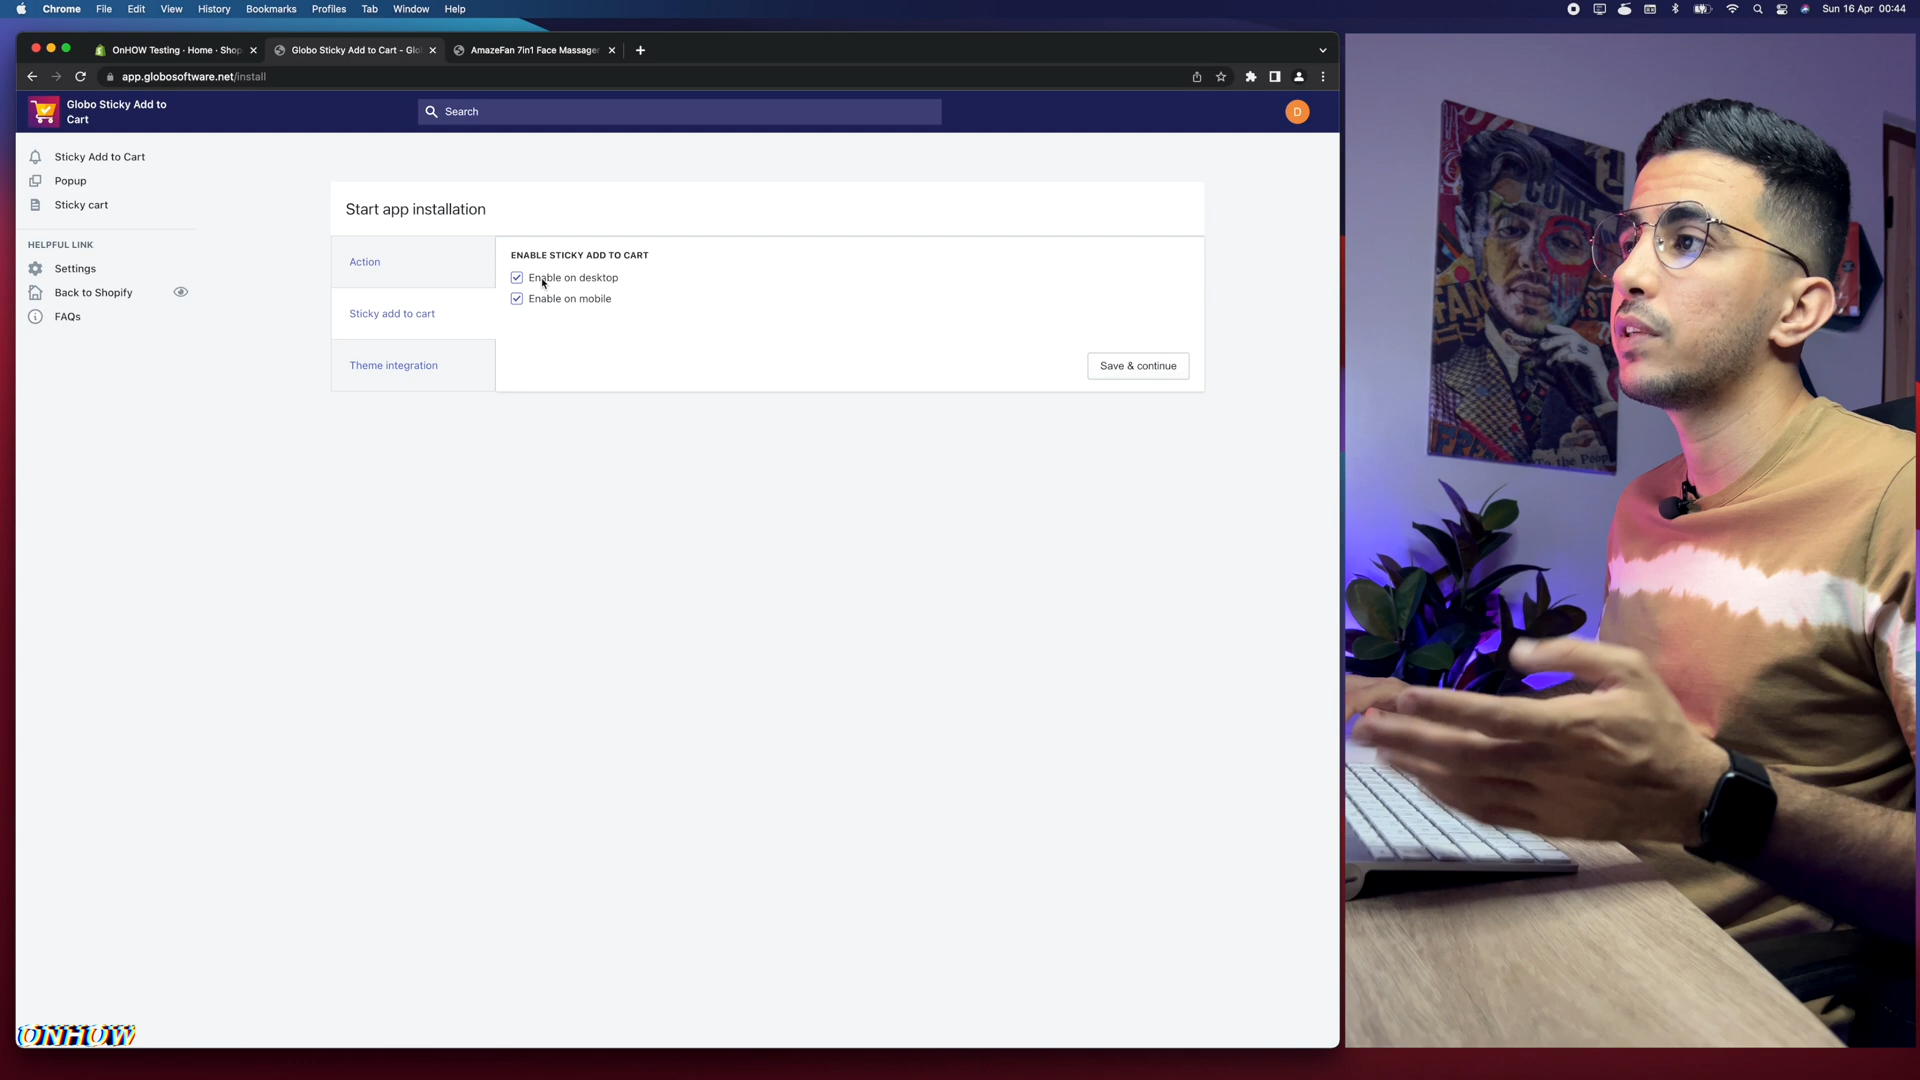 Chrome File Edit View History Bookmarks Profiles Tab Window Help
Sun 16 Apr 00:44
OnHOW Testing · Home · Shop
Globo Sticky Add to Cart - Glo
AmazeFan 7in1 Face Massager
app.globosoftware.net/install
Globo Sticky Add to
Cart
Search
D
Sticky Add to Cart
Popup
Sticky cart
HELPFUL LINK
Settings
Back to Shopify
FAQs
Start app installation
Action
Sticky add to cart
Theme integration
ENABLE STICKY ADD TO CART
Enable on desktop
Enable on mobile
Save & continue
To the Peop
ONHOW